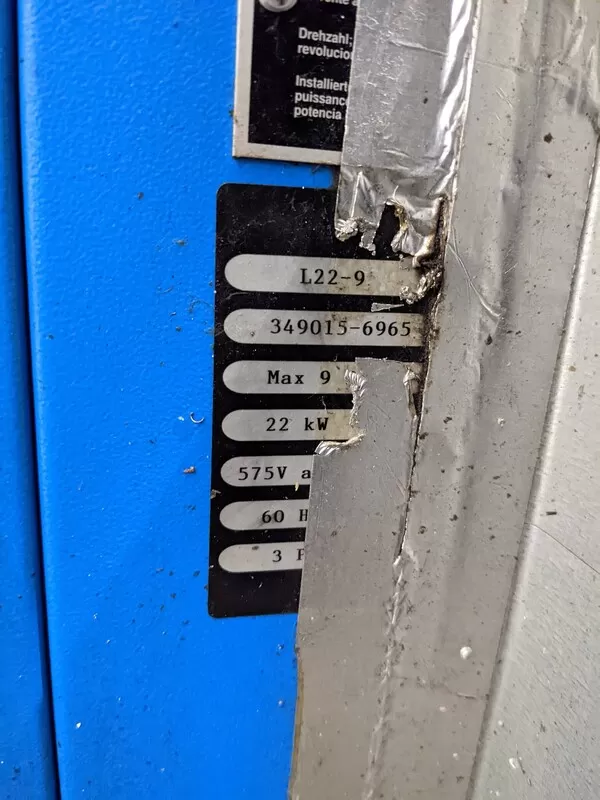 Drehzahl;
revolucio
Installiert
puissanc
potencia
L22-9
349015-6965
Max 9
22 kW
575V a
60 H
3